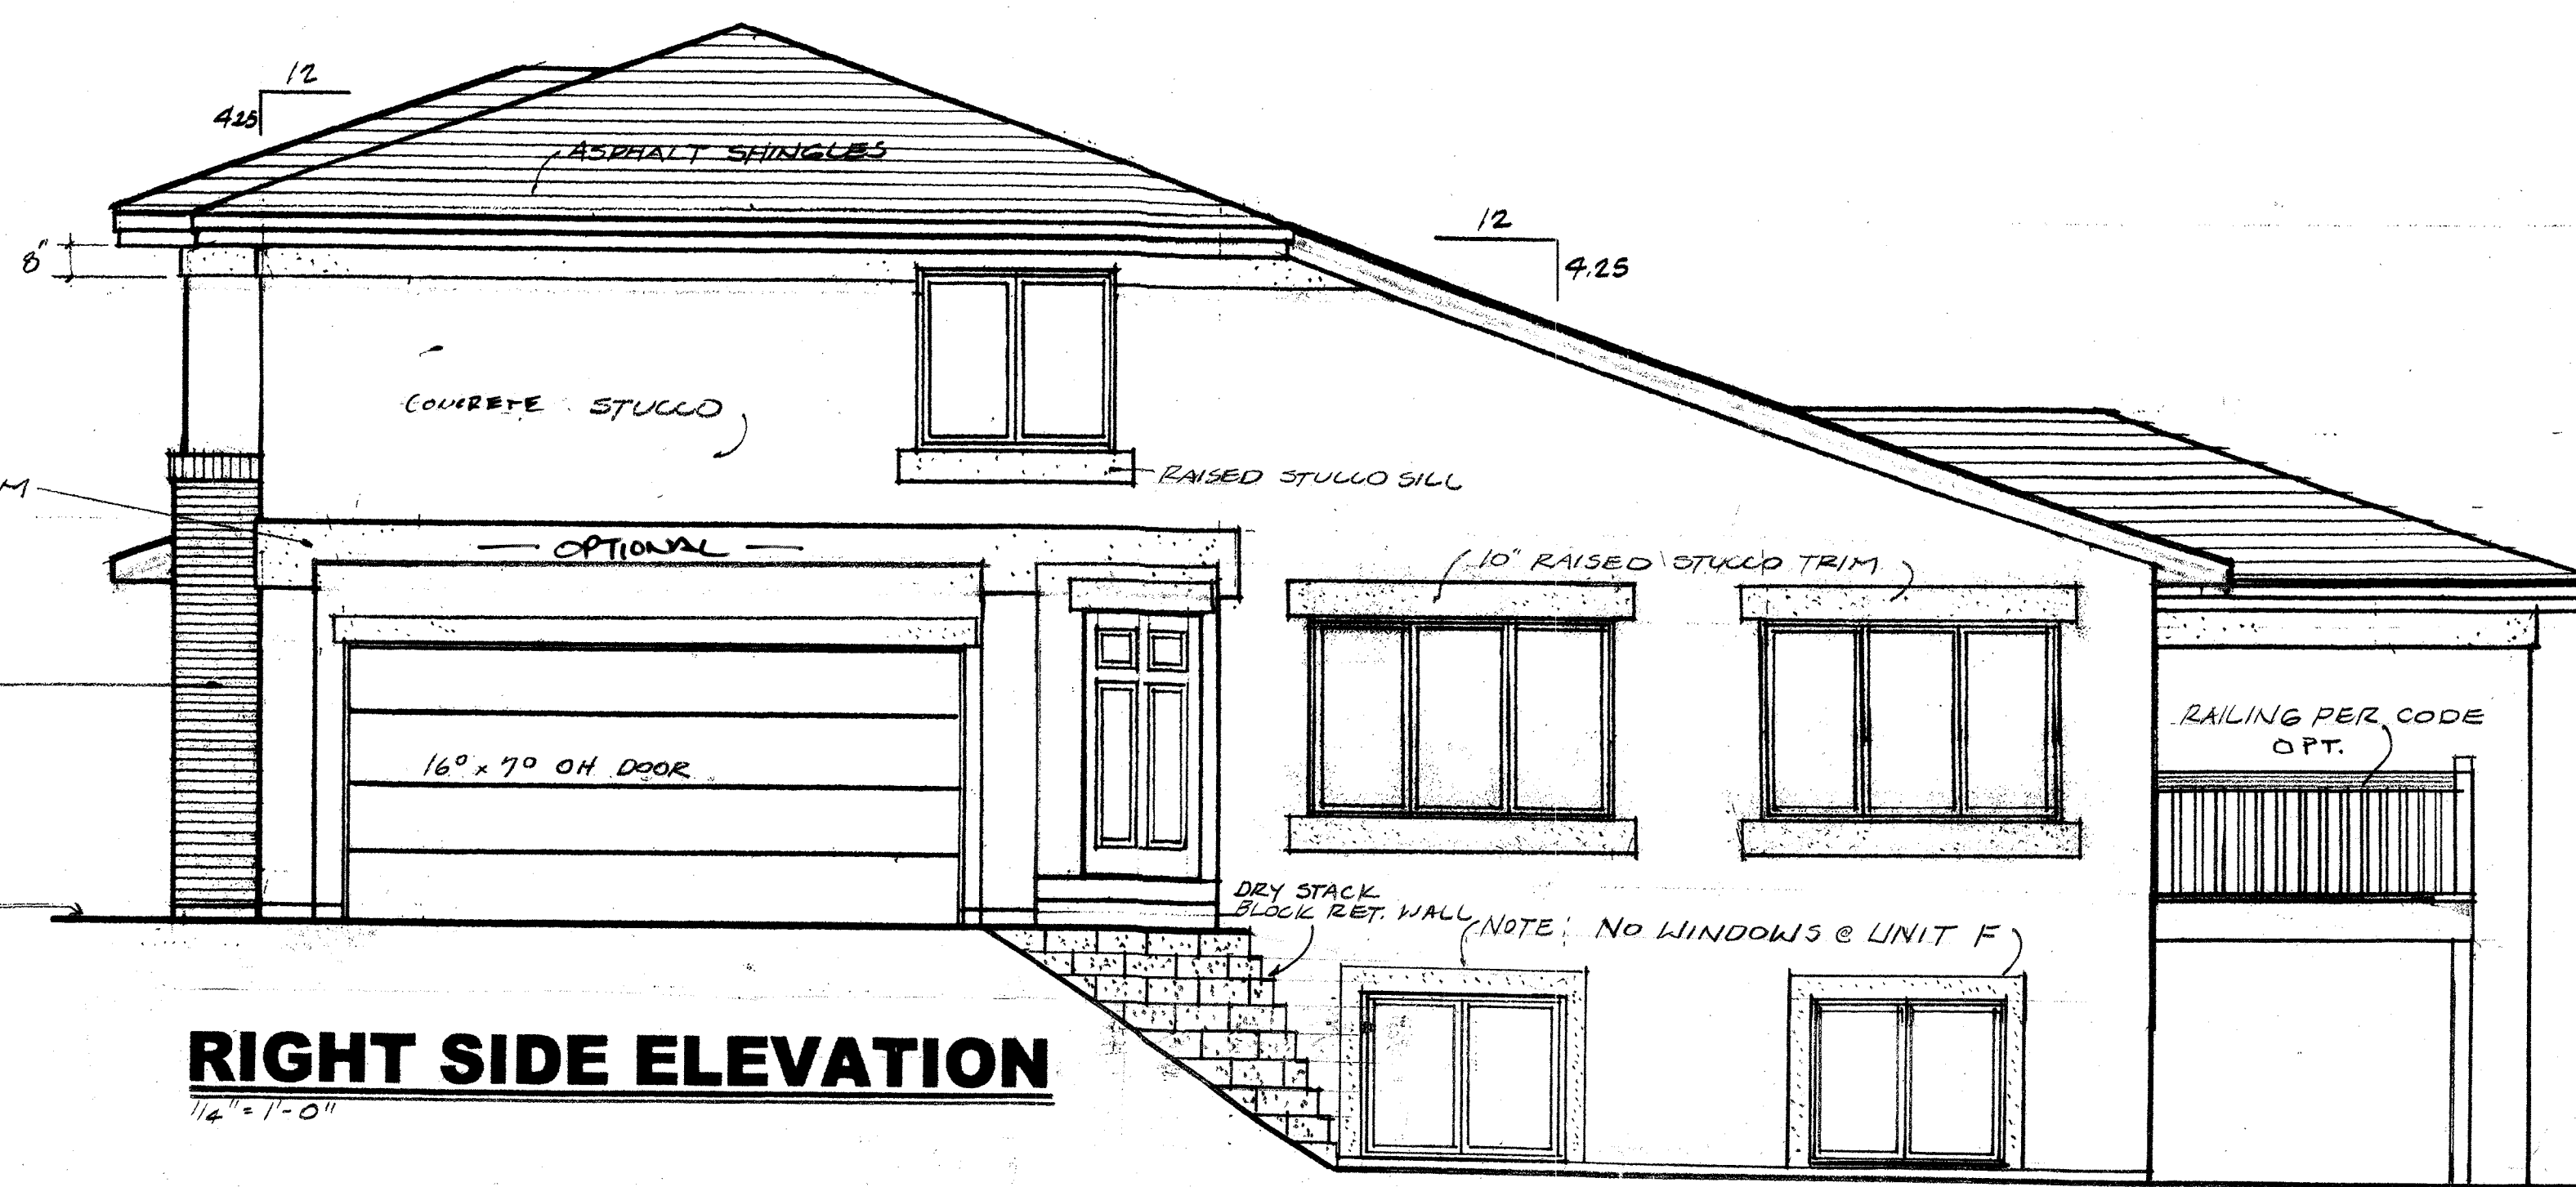 12
425
ASPHALT SHINGLES
12
4.25
8"
CONCRETE STUCCO
RAISED STUCCO SILL
M
— OPTIONAL —
10" RAISED STUCCO TRIM
RAILING PER CODE
OPT.
16⁰ x 7⁰ OH DOOR
DRY STACK
BLOCK RET. WALL
NOTE: NO WINDOWS @ UNIT F
RIGHT SIDE ELEVATION
1/4" = 1'-0"